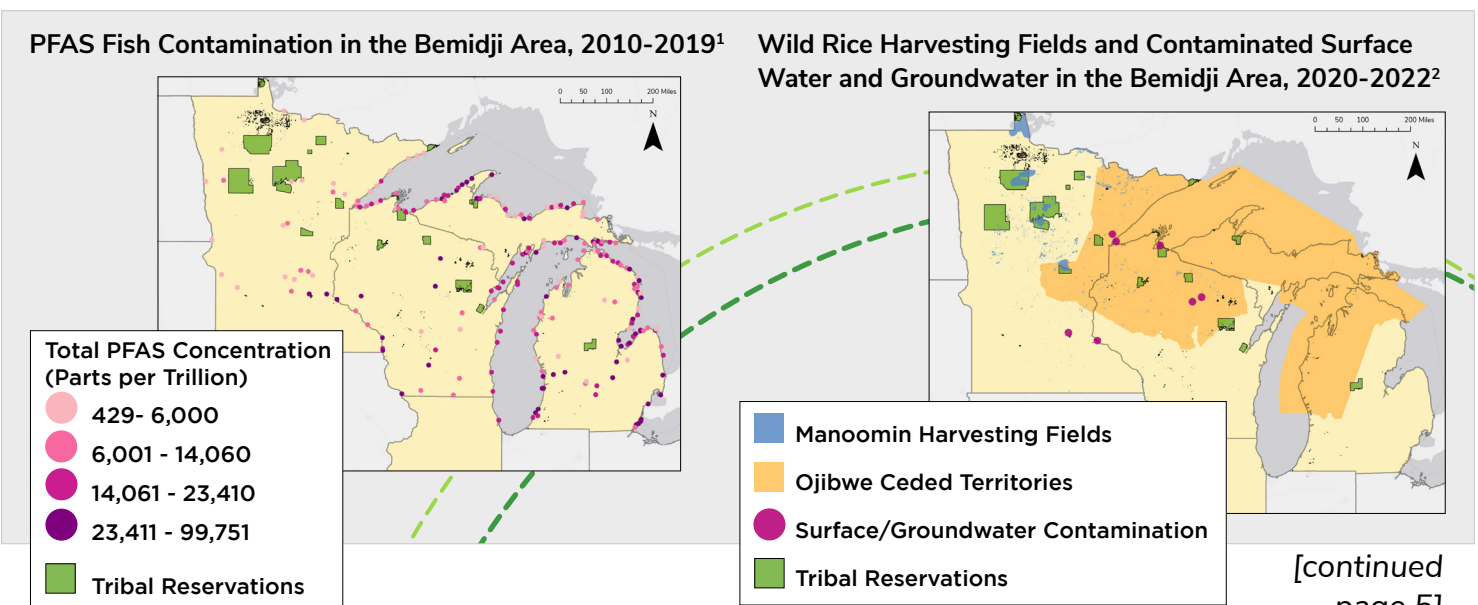 PFAS Fish Contamination in the Bemidji Area, 2010-2019¹
0 50 100 200 Miles
N
Total PFAS Concentration
(Parts per Trillion)
429- 6,000
6,001 - 14,060
14,061 - 23,410
23,411 - 99,751
Tribal Reservations
Wild Rice Harvesting Fields and Contaminated Surface
Water and Groundwater in the Bemidji Area, 2020-2022²
0 50 100 200 Miles
N
Manoomin Harvesting Fields
Ojibwe Ceded Territories
Surface/Groundwater Contamination
Tribal Reservations
[continued
page 5]